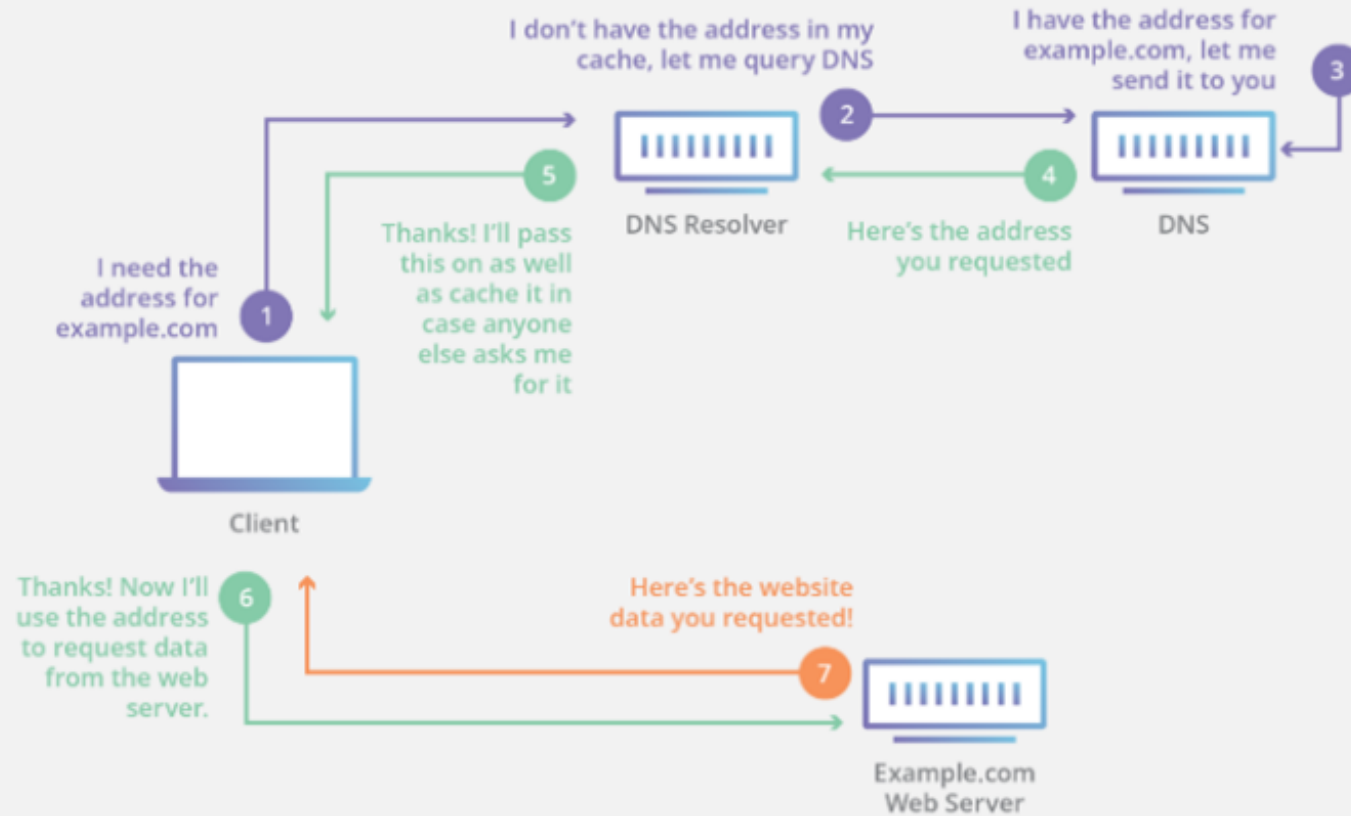 I don't have the address in my
cache, let me query DNS
I have the address for
example.com, let me
send it to you
3
2
DNS Resolver
DNS
5
4
Thanks! I'll pass
this on as well
as cache it in
case anyone
else asks me
for it
Here's the address
you requested
I need the
address for
example.com
1
Client
Thanks! Now I'll
use the address
to request data
from the web
server.
6
Here's the website
data you requested!
7
Example.com
Web Server